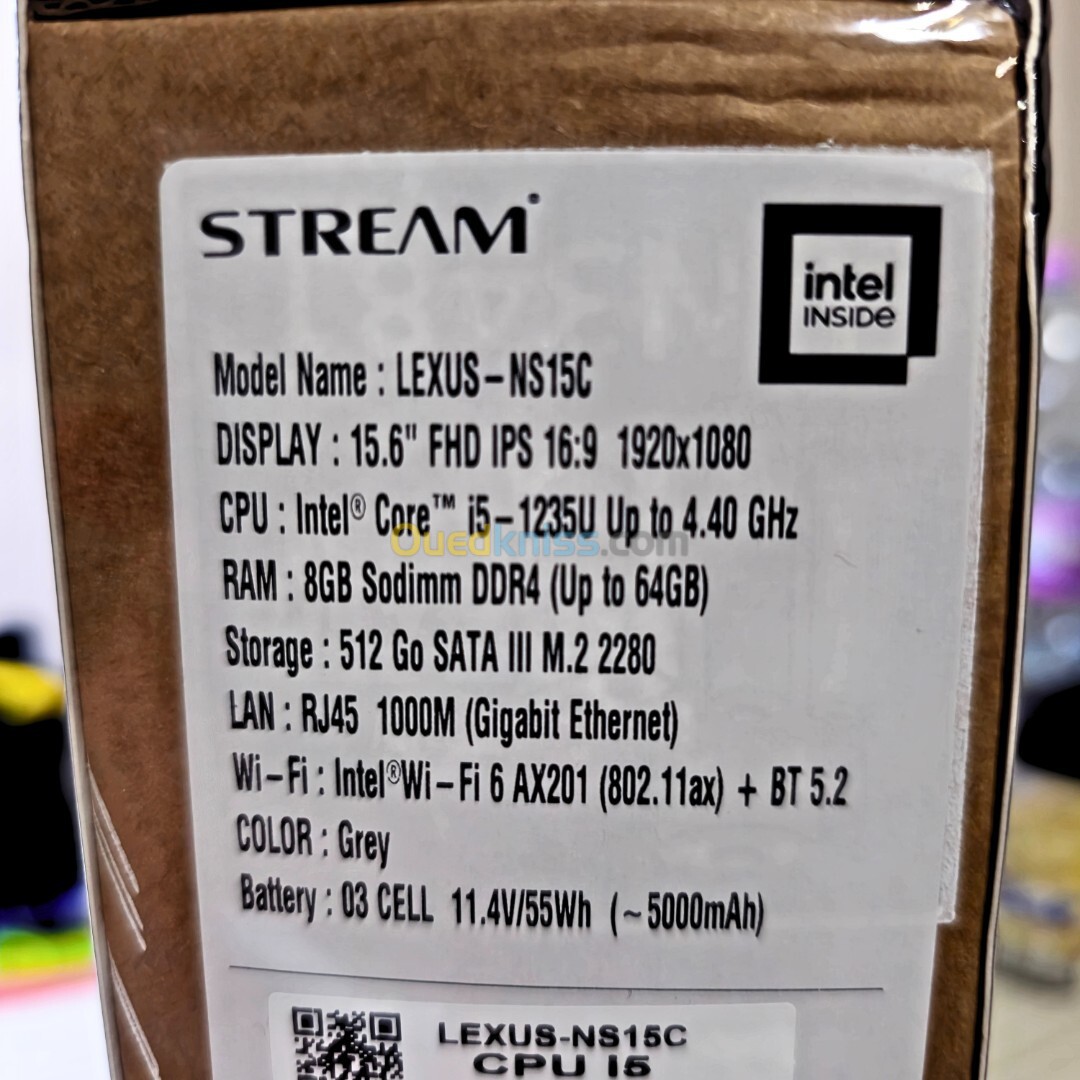 STREAM
intel
INSIDE
Model Name : LEXUS-NS15C
DISPLAY : 15.6" FHD IPS 16:9 1920x1080
CPU : Intel® Core™ i5-1235U Up to 4.40 GHz
Ouedkniss.com
RAM : 8GB Sodimm DDR4 (Up to 64GB)
Storage : 512 Go SATA III M.2 2280
LAN : RJ45 1000M (Gigabit Ethernet)
Wi-Fi : Intel®Wi-Fi 6 AX201 (802.11ax) + BT 5.2
COLOR : Grey
Battery : 03 CELL 11.4V/55Wh (~5000mAh)
LEXUS-NS15C
CPU I5